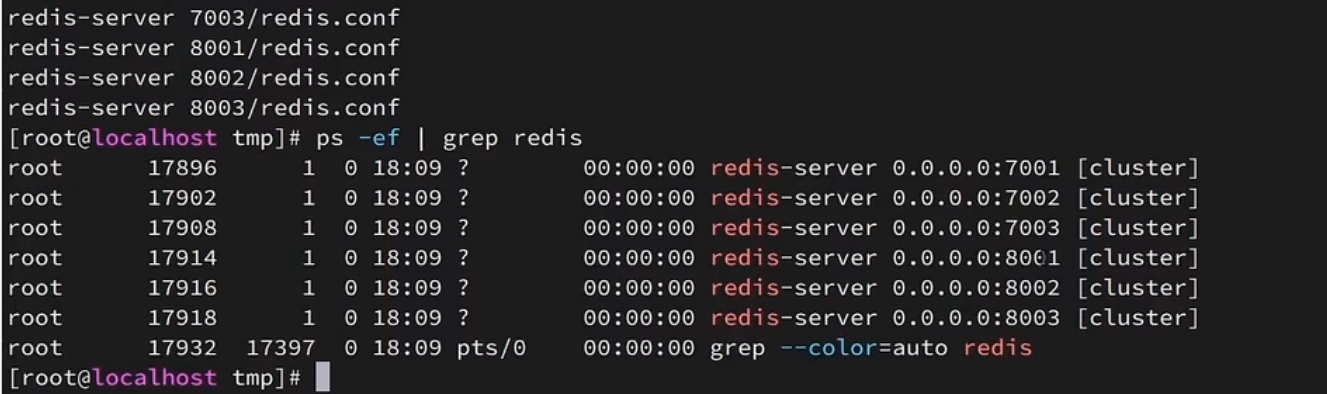 redis-server 7003/redis.conf
redis-server 8001/redis.conf
redis-server 8002/redis.conf
redis-server 8003/redis.conf
[root@localhost tmp]# ps -ef | grep redis
root      17896      1  0 18:09 ?        00:00:00 redis-server 0.0.0.0:7001 [cluster]
root      17902      1  0 18:09 ?        00:00:00 redis-server 0.0.0.0:7002 [cluster]
root      17908      1  0 18:09 ?        00:00:00 redis-server 0.0.0.0:7003 [cluster]
root      17914      1  0 18:09 ?        00:00:00 redis-server 0.0.0.0:8001 [cluster]
root      17916      1  0 18:09 ?        00:00:00 redis-server 0.0.0.0:8002 [cluster]
root      17918      1  0 18:09 ?        00:00:00 redis-server 0.0.0.0:8003 [cluster]
root      17932  17397  0 18:09 pts/0    00:00:00 grep --color=auto redis
[root@localhost tmp]#